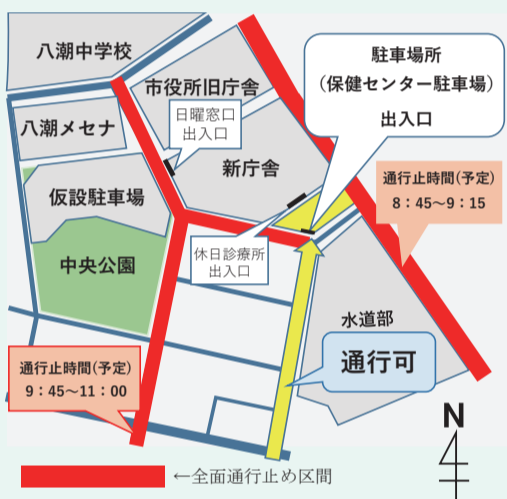 八潮中学校
市役所旧庁舎
駐車場所
(保健センター駐車場)
出入口
八潮メセナ
日曜窓口
出入口
新庁舎
通行止時間(予定)
8：45～9：15
仮設駐車場
休日診療所
出入口
中央公園
水道部
通行止時間(予定)
9：45～11：00
通行可
N
←全面通行止め区間